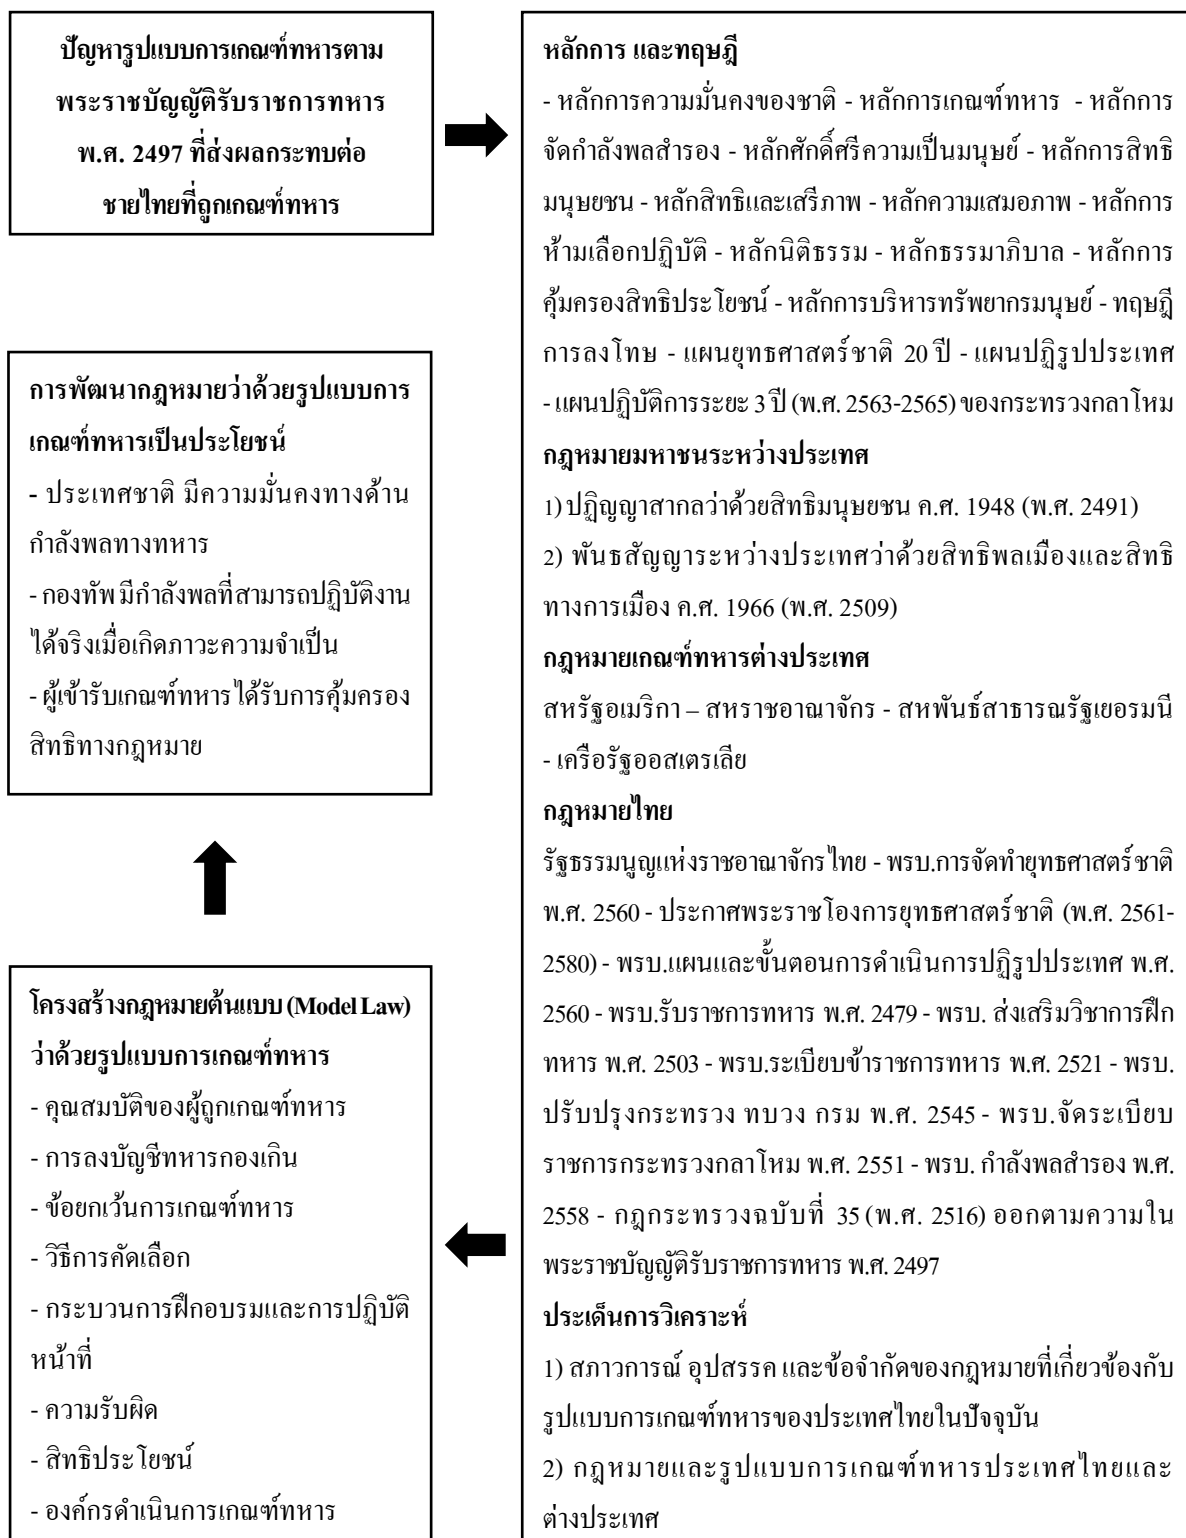 ปัญหารูปแบบการเกณฑ์ทหารตาม
พระราชบัญญัติรับราชการทหาร
พ.ศ. 2497 ที่ส่งผลกระทบต่อ
ชายไทยที่ถูกเกณฑ์ทหาร
หลักการ และทฤษฎี
- หลักการความมั่นคงของชาติ - หลักการเกณฑ์ทหาร - หลักการ
จัดกำลังพลสำรอง - หลักศักดิ์ศรีความเป็นมนุษย์ - หลักการสิทธิ
มนุษยชน - หลักสิทธิและเสรีภาพ - หลักความเสมอภาค - หลักการ
ห้ามเลือกปฏิบัติ - หลักนิติธรรม - หลักธรรมาภิบาล - หลักการ
คุ้มครองสิทธิประโยชน์ - หลักการบริหารทรัพยากรมนุษย์ - ทฤษฎี
การลงโทษ - แผนยุทธศาสตร์ชาติ 20 ปี - แผนปฏิรูปประเทศ
- แผนปฏิบัติการระยะ 3 ปี (พ.ศ. 2563-2565) ของกระทรวงกลาโหม
กฎหมายมหาชนระหว่างประเทศ
1) ปฏิญญาสากลว่าด้วยสิทธิมนุษยชน ค.ศ. 1948 (พ.ศ. 2491)
2) พันธสัญญาระหว่างประเทศว่าด้วยสิทธิพลเมืองและสิทธิ
ทางการเมือง ค.ศ. 1966 (พ.ศ. 2509)
กฎหมายเกณฑ์ทหารต่างประเทศ
สหรัฐอเมริกา – สหราชอาณาจักร - สหพันธ์สาธารณรัฐเยอรมนี
- เครือรัฐออสเตรเลีย
กฎหมายไทย
รัฐธรรมนูญแห่งราชอาณาจักรไทย - พรบ.การจัดทำยุทธศาสตร์ชาติ
พ.ศ. 2560 - ประกาศพระราชโองการยุทธศาสตร์ชาติ (พ.ศ. 2561-
2580) - พรบ.แผนและขั้นตอนการดำเนินการปฏิรูปประเทศ พ.ศ.
2560 - พรบ.รับราชการทหาร พ.ศ. 2479 - พรบ. ส่งเสริมวิชาการฝึก
ทหาร พ.ศ. 2503 - พรบ.ระเบียบข้าราชการทหาร พ.ศ. 2521 - พรบ.
ปรับปรุงกระทรวง ทบวง กรม พ.ศ. 2545 - พรบ.จัดระเบียบ
ราชการกระทรวงกลาโหม พ.ศ. 2551 - พรบ. กำลังพลสำรอง พ.ศ.
2558 - กฎกระทรวงฉบับที่ 35 (พ.ศ. 2516) ออกตามความใน
พระราชบัญญัติรับราชการทหาร พ.ศ. 2497
ประเด็นการวิเคราะห์
1) สภาวการณ์ อุปสรรค และข้อจำกัดของกฎหมายที่เกี่ยวข้องกับ
รูปแบบการเกณฑ์ทหารของประเทศไทยในปัจจุบัน
2) กฎหมายและรูปแบบการเกณฑ์ทหารประเทศไทยและ
ต่างประเทศ
โครงสร้างกฎหมายต้นแบบ (Model Law)
ว่าด้วยรูปแบบการเกณฑ์ทหาร
- คุณสมบัติของผู้ถูกเกณฑ์ทหาร
- การลงบัญชีทหารกองเกิน
- ข้อยกเว้นการเกณฑ์ทหาร
- วิธีการคัดเลือก
- กระบวนการฝึกอบรมและการปฏิบัติ
หน้าที่
- ความรับผิด
- สิทธิประโยชน์
- องค์กรดำเนินการเกณฑ์ทหาร
การพัฒนากฎหมายว่าด้วยรูปแบบการ
เกณฑ์ทหารเป็นประโยชน์
- ประเทศชาติ มีความมั่นคงทางด้าน
กำลังพลทางทหาร
- กองทัพ มีกำลังพลที่สามารถปฏิบัติงาน
ได้จริงเมื่อเกิดภาวะความจำเป็น
- ผู้เข้ารับเกณฑ์ทหาร ได้รับการคุ้มครอง
สิทธิทางกฎหมาย